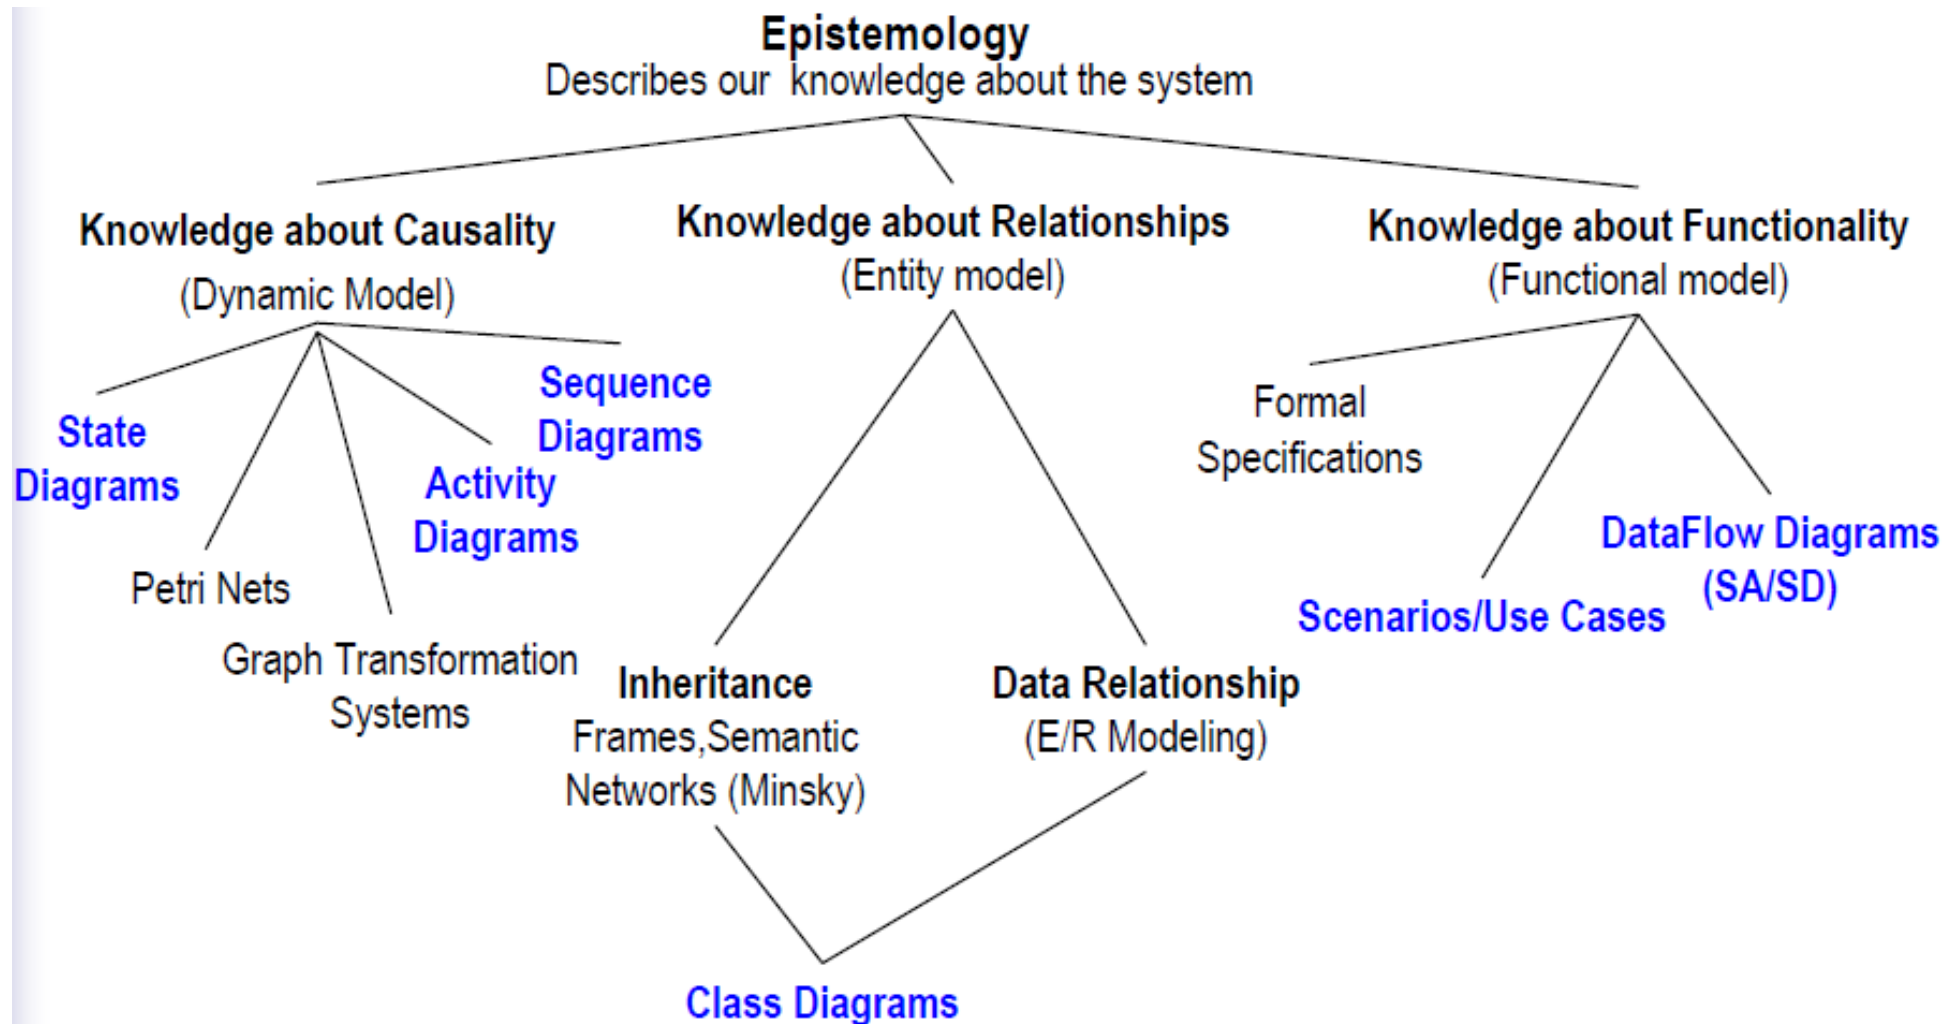 Epistemology
Describes our knowledge about the system
Knowledge about Causality
(Dynamic Model)
Knowledge about Relationships
(Entity model)
Knowledge about Functionality
(Functional model)
State
Diagrams
Petri Nets
Graph Transformation
Systems
Activity
Diagrams
Sequence
Diagrams
Inheritance
Frames,Semantic
Networks (Minsky)
Data Relationship
(E/R Modeling)
Class Diagrams
Formal
Specifications
Scenarios/Use Cases
DataFlow Diagrams
(SA/SD)